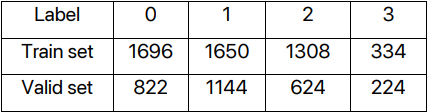 Label 0 1 2 3
Train set 1696 1650 1308 334
Valid set 822 1144 624 224